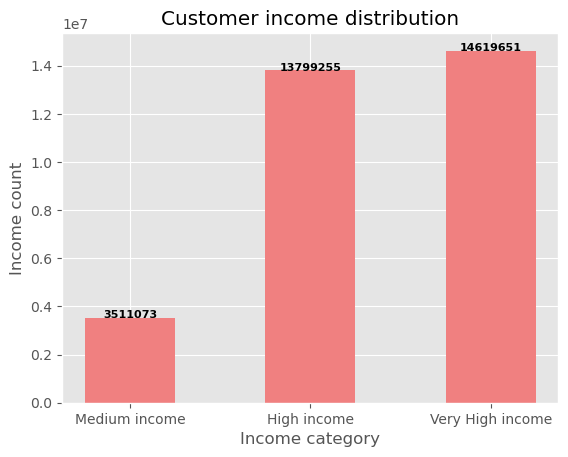 Customer income distribution
1e7
1.4
1.2
1.0
0.8
0.6
0.4
0.2
0.0
Income count
3511073
13799255
14619651
Medium income
High income
Very High income
Income category